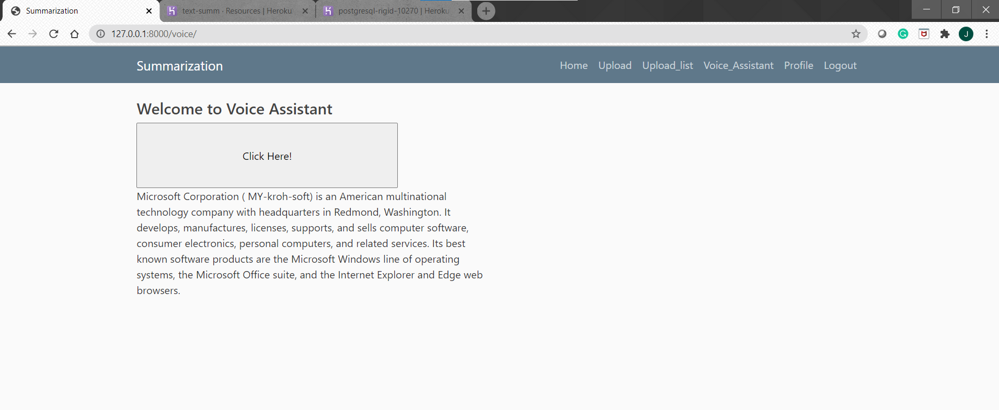 Summarization
text-summ · Resources | Heroku
postgresql-rigid-10270 | Heroku
127.0.0.1:8000/voice/
J
Summarization Home Upload Upload_list Voice_Assistant Profile Logout
Welcome to Voice Assistant
Click Here!
Microsoft Corporation ( MY-kroh-soft) is an American multinational
technology company with headquarters in Redmond, Washington. It
develops, manufactures, licenses, supports, and sells computer software,
consumer electronics, personal computers, and related services. Its best
known software products are the Microsoft Windows line of operating
systems, the Microsoft Office suite, and the Internet Explorer and Edge web
browsers.